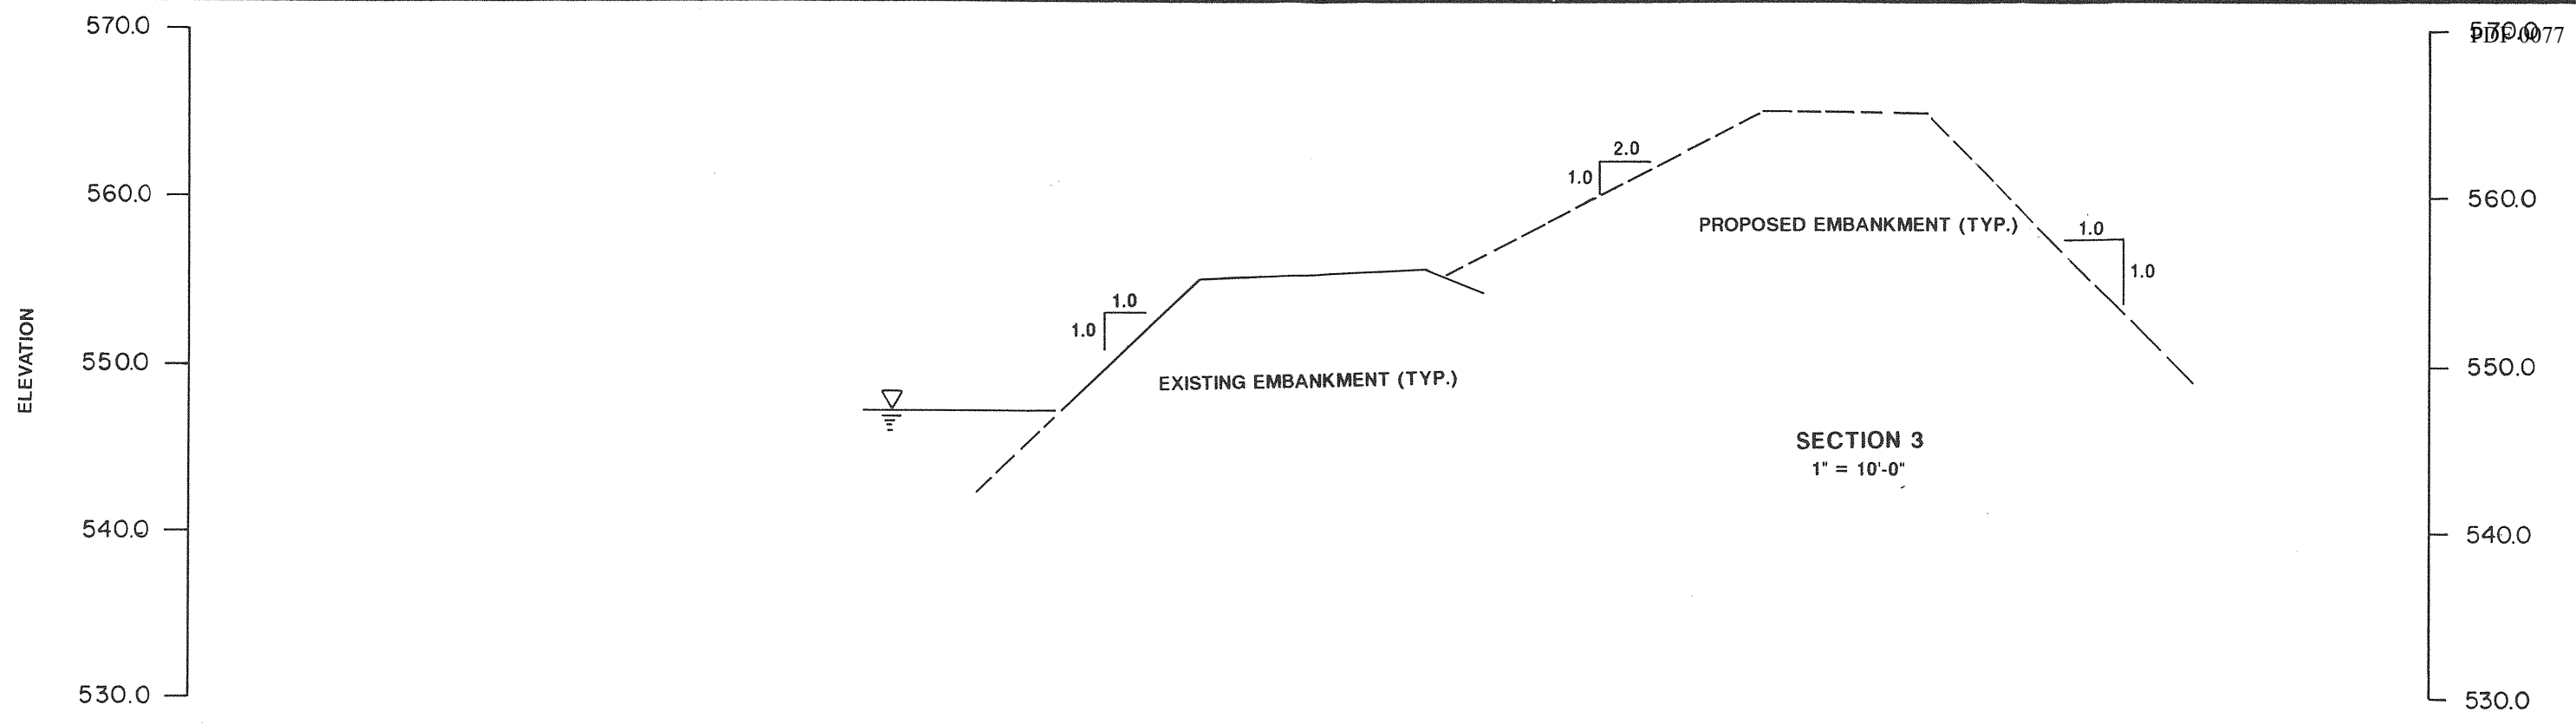 570.0
570.0
PDF 0077
2.0
1.0
560.0
560.0
PROPOSED EMBANKMENT (TYP.)
1.0
1.0
1.0
1.0
ELEVATION
550.0
550.0
EXISTING EMBANKMENT (TYP.)
SECTION 3
1" = 10'-0"
540.0
540.0
530.0
530.0